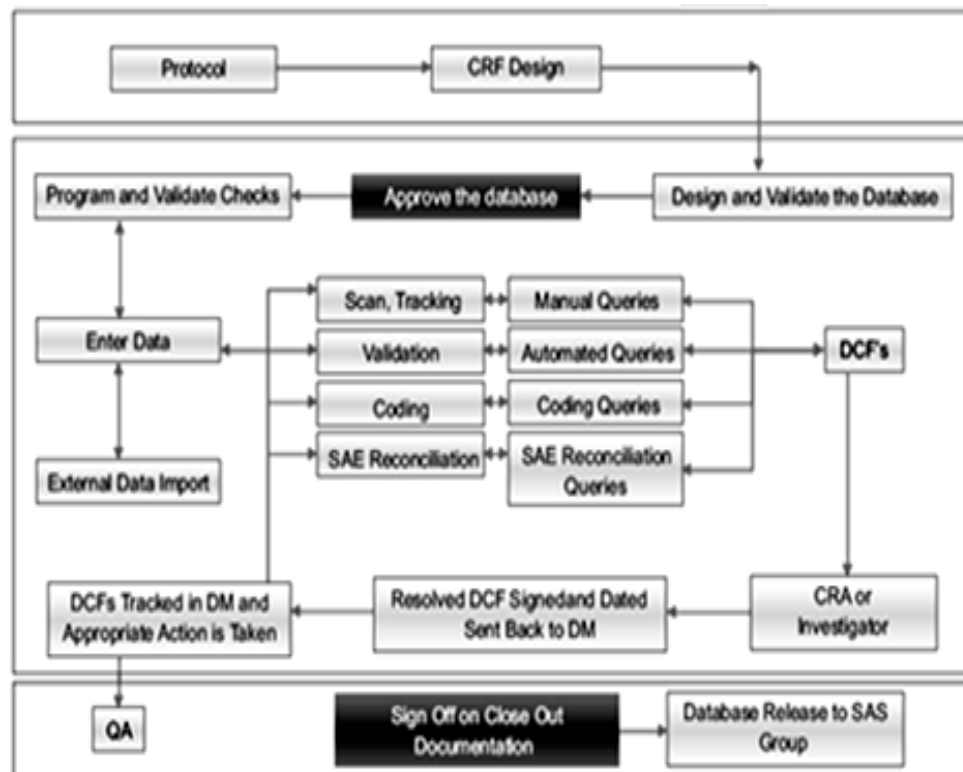 Protocol
CRF Design
Program and Validate Checks
Approve the database
Design and Validate the Database
Scan, Tracking
Manual Queries
Enter Data
Validation
Automated Queries
DCF's
Coding
Coding Queries
SAE Reconciliation
SAE Reconciliation
Queries
External Data Import
DCFs Tracked in DM and
Appropriate Action is Taken
Resolved DCF Signedand Dated
Sent Back to DM
CRA or
Investigator
QA
Sign Off on Close Out
Documentation
Database Release to SAS
Group